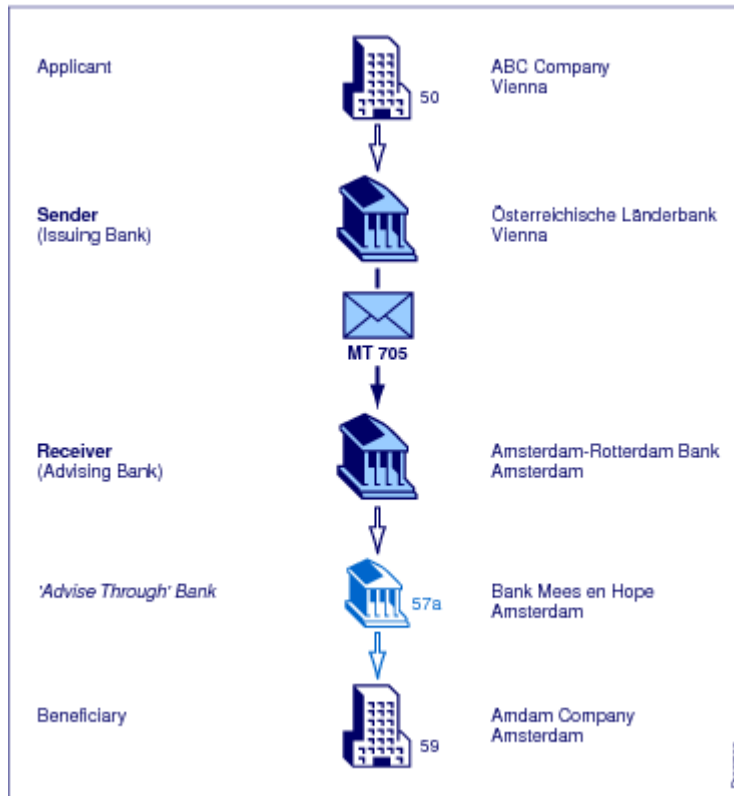 Applicant
50
ABC Company
Vienna
Sender
(Issuing Bank)
Österreichische Länderbank
Vienna
MT 705
Receiver
(Advising Bank)
Amsterdam-Rotterdam Bank
Amsterdam
'Advise Through' Bank
57a
Bank Mees en Hope
Amsterdam
Beneficiary
59
Amdam Company
Amsterdam